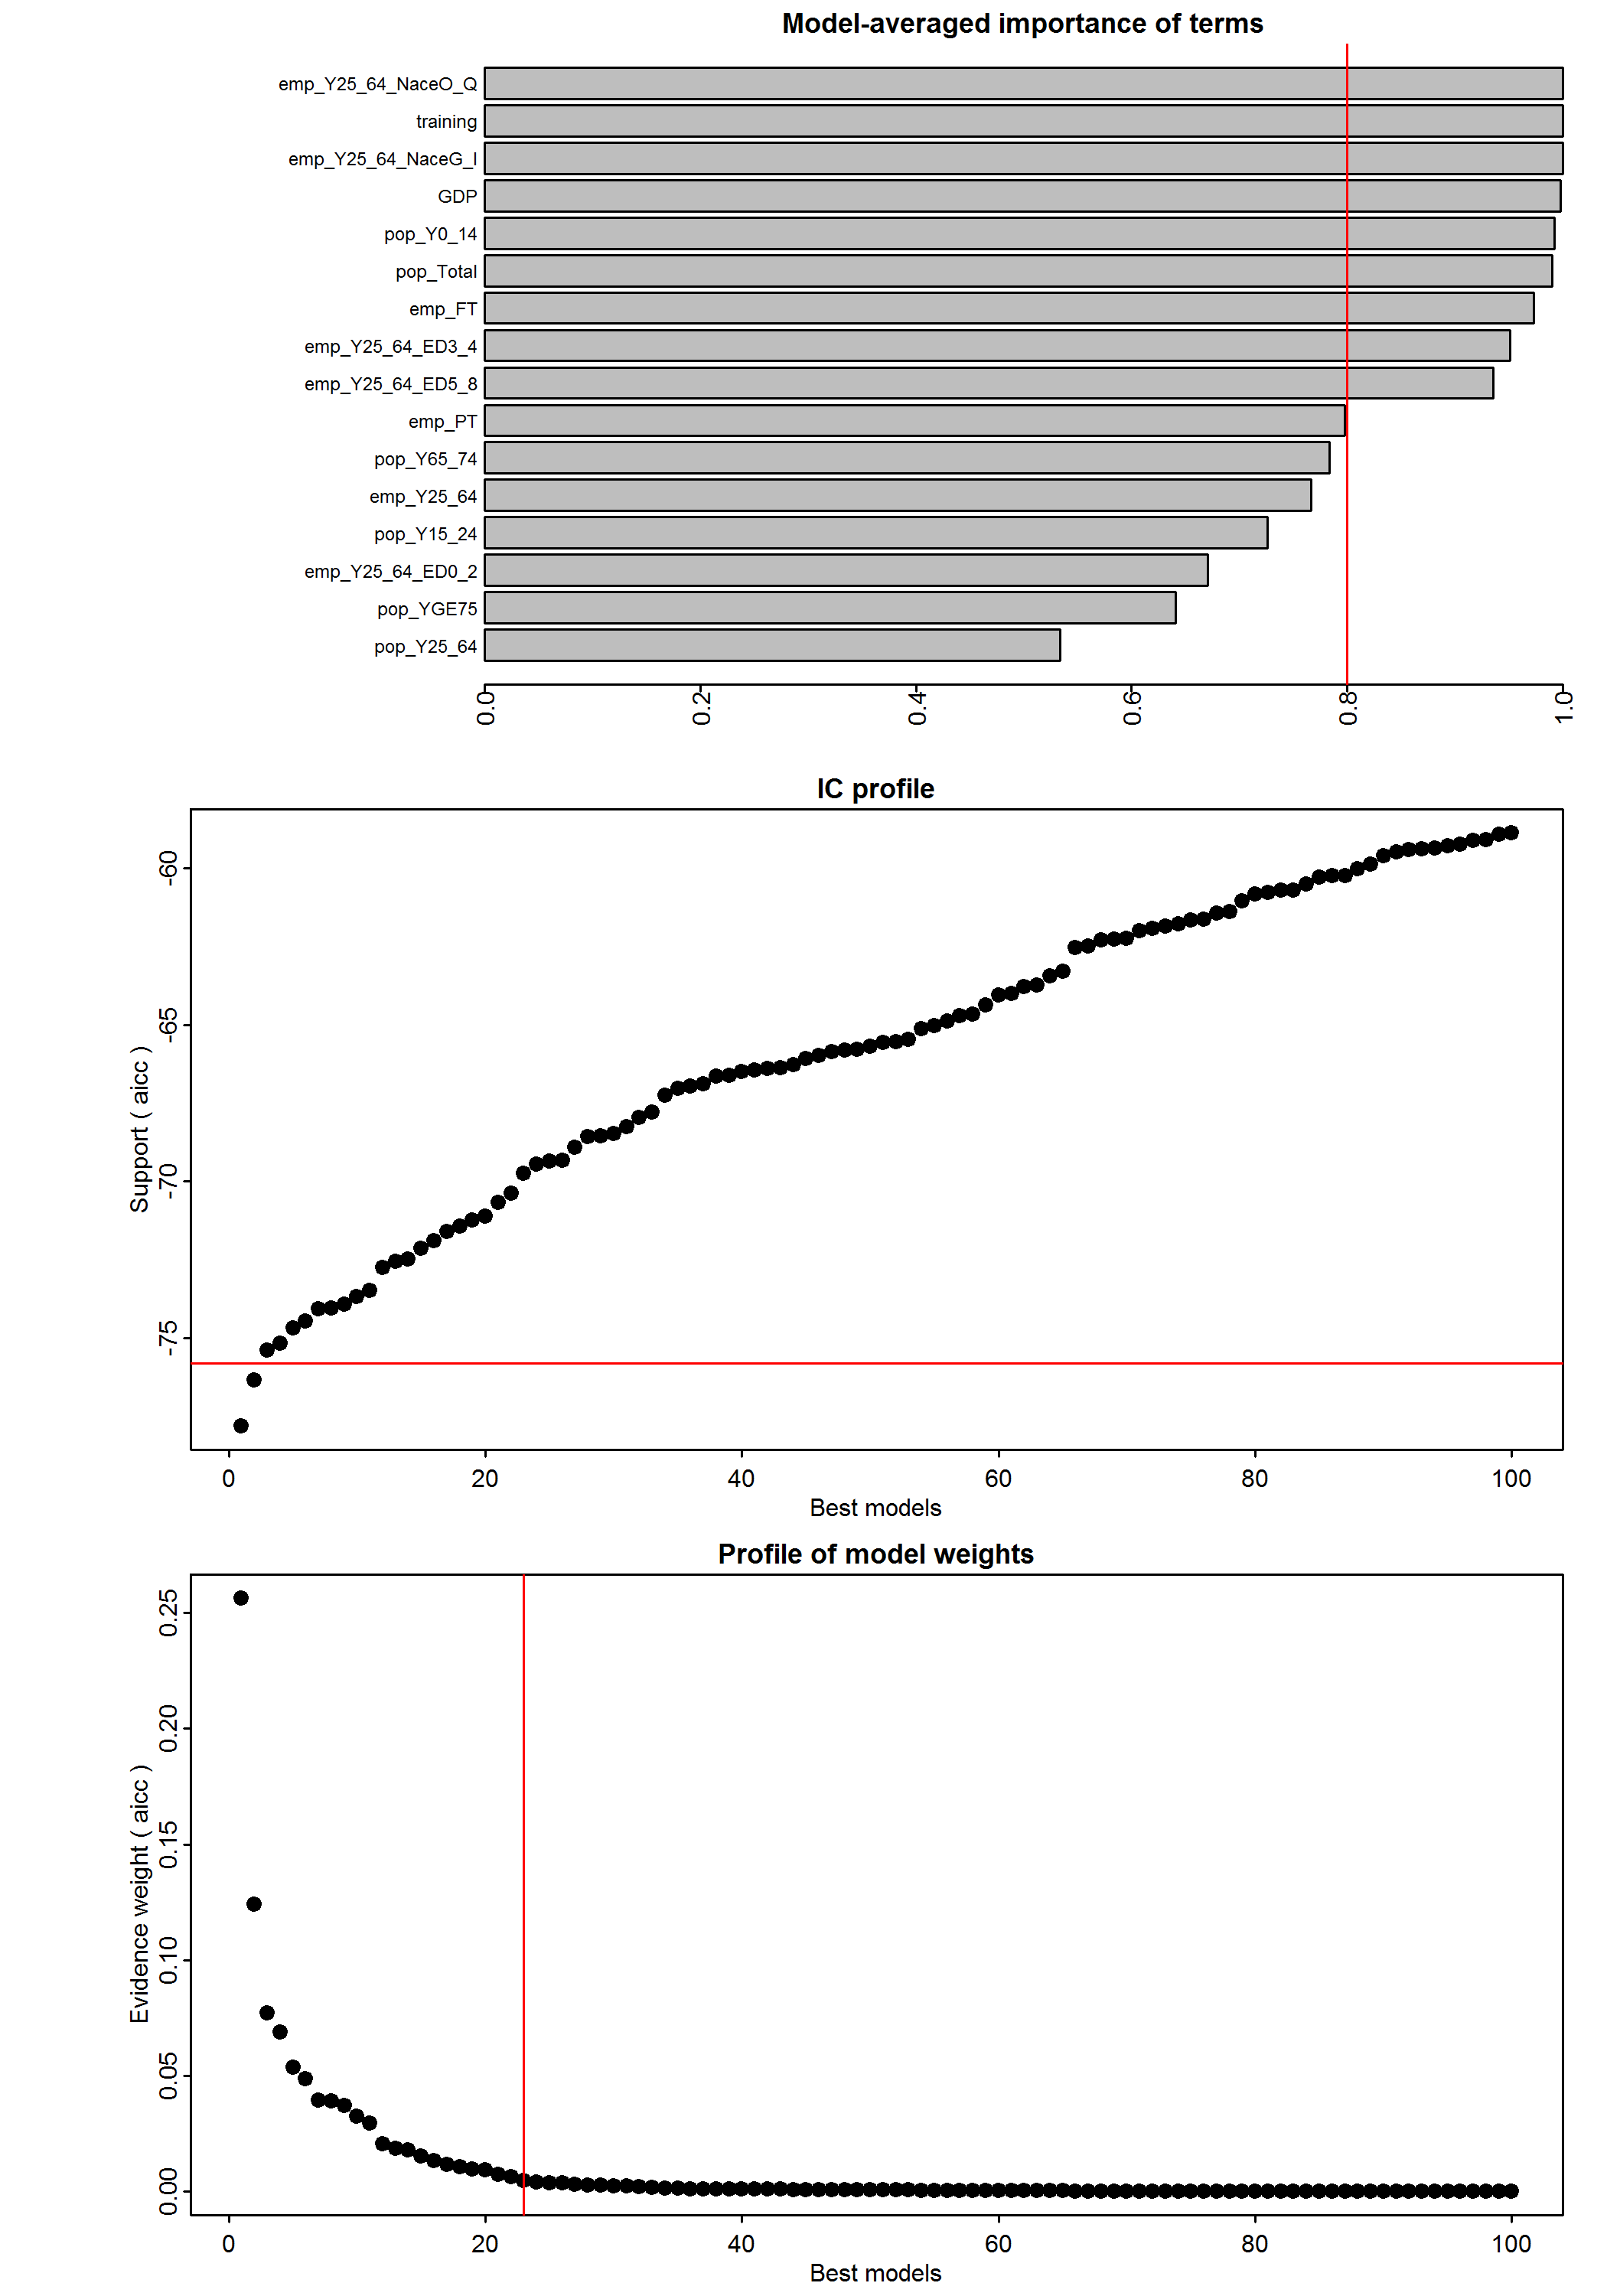 Model-averaged importance of terms
emp_Y25_64_NaceO_Q
training
emp_Y25_64_NaceG_I
GDP
pop_Y0_14
pop_Total
emp_FT
emp_Y25_64_ED3_4
emp_Y25_64_ED5_8
emp_PT
pop_Y65_74
emp_Y25_64
pop_Y15_24
emp_Y25_64_ED0_2
pop_YGE75
pop_Y25_64
0.0 0.2 0.4 0.6 0.8 1.0
IC profile
Support ( aicc )
-60
-65
-70
-75
0 20 40 60 80 100
Best models
Profile of model weights
Evidence weight ( aicc )
0.25
0.20
0.15
0.10
0.05
0.00
0 20 40 60 80 100
Best models